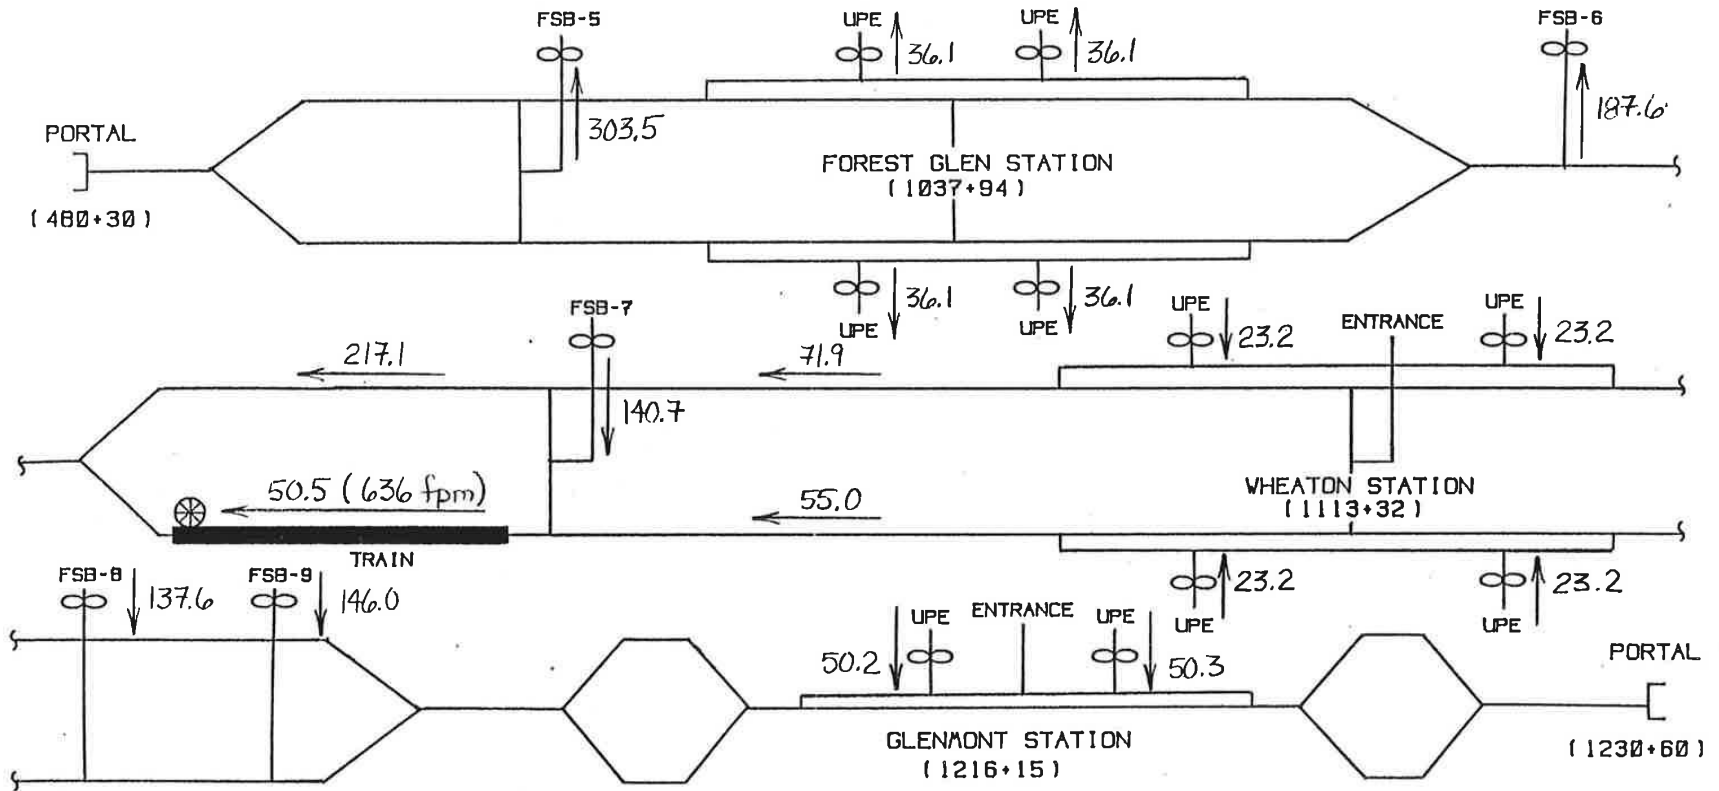 FSB-5
UPE
36.1
UPE
36.1
FSB-6
303.5
187.6
PORTAL
(480+30)
FOREST GLEN STATION
(1037+94)
36.1
UPE
36.1
UPE
FSB-7
217.1
71.9
140.7
UPE
23.2
ENTRANCE
UPE
23.2
50.5 (636 fpm)
55.0
WHEATON STATION
(1113+32)
TRAIN
23.2
UPE
23.2
UPE
FSB-8
137.6
FSB-9
146.0
50.2
UPE
ENTRANCE
UPE
50.3
PORTAL
(1230+60)
GLENMONT STATION
(1216+15)